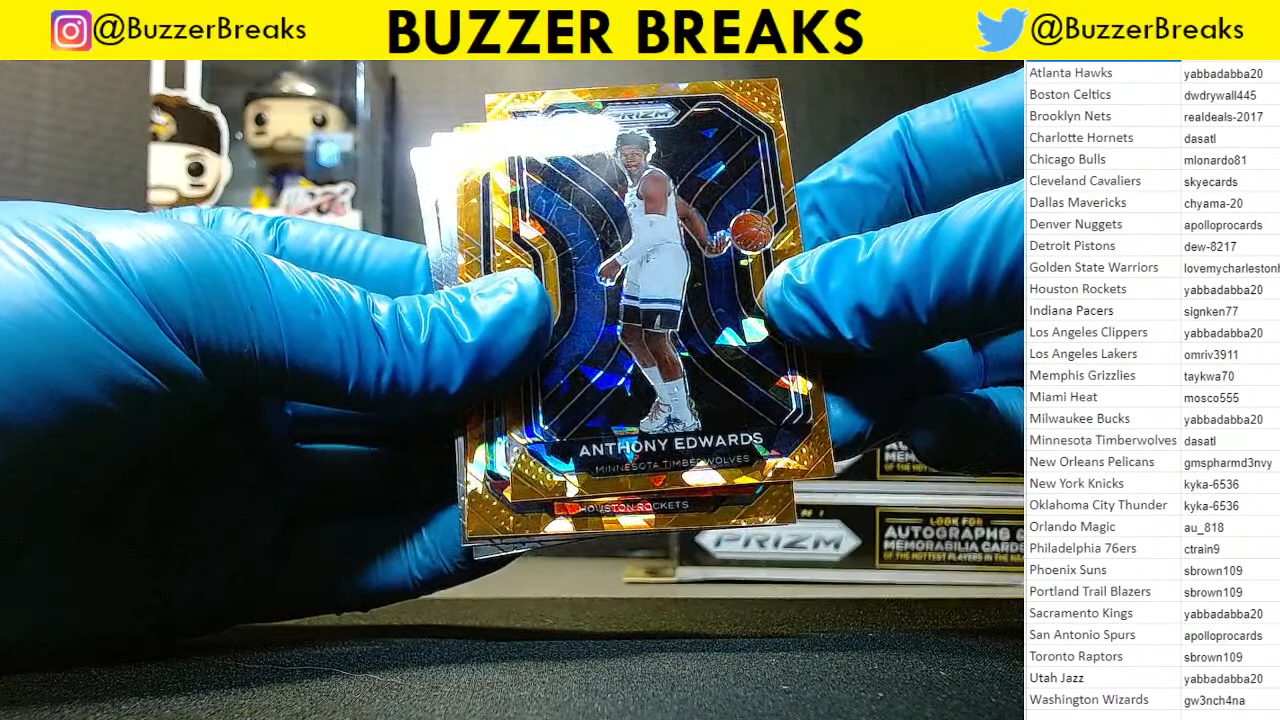 @BuzzerBreaks
BUZZER BREAKS
@BuzzerBreaks
PRIZM
ANTHONY EDWARDS
MINNESOTA TIMBERWOLVES
HOUSTON ROCKETS
LOOK FOR
PRIZM
AUTOGRAPHS &
MEMORABILIA CARDS
OF THE HOTTEST PLAYERS IN THE
Atlanta Hawks yabbadabba20
Boston Celtics dwdrywall445
Brooklyn Nets realdeals-2017
Charlotte Hornets dasatl
Chicago Bulls mlonardo81
Cleveland Cavaliers skyecards
Dallas Mavericks chyama-20
Denver Nuggets apolloprocards
Detroit Pistons dew-8217
Golden State Warriors lovemycharlestonh
Houston Rockets yabbadabba20
Indiana Pacers signken77
Los Angeles Clippers yabbadabba20
Los Angeles Lakers omriv3911
Memphis Grizzlies taykwa70
Miami Heat mosco555
Milwaukee Bucks yabbadabba20
Minnesota Timberwolves dasatl
New Orleans Pelicans gmspharmd3nvy
New York Knicks kyka-6536
Oklahoma City Thunder kyka-6536
Orlando Magic au_818
Philadelphia 76ers ctrain9
Phoenix Suns sbrown109
Portland Trail Blazers sbrown109
Sacramento Kings yabbadabba20
San Antonio Spurs apolloprocards
Toronto Raptors sbrown109
Utah Jazz yabbadabba20
Washington Wizards gw3nch4na